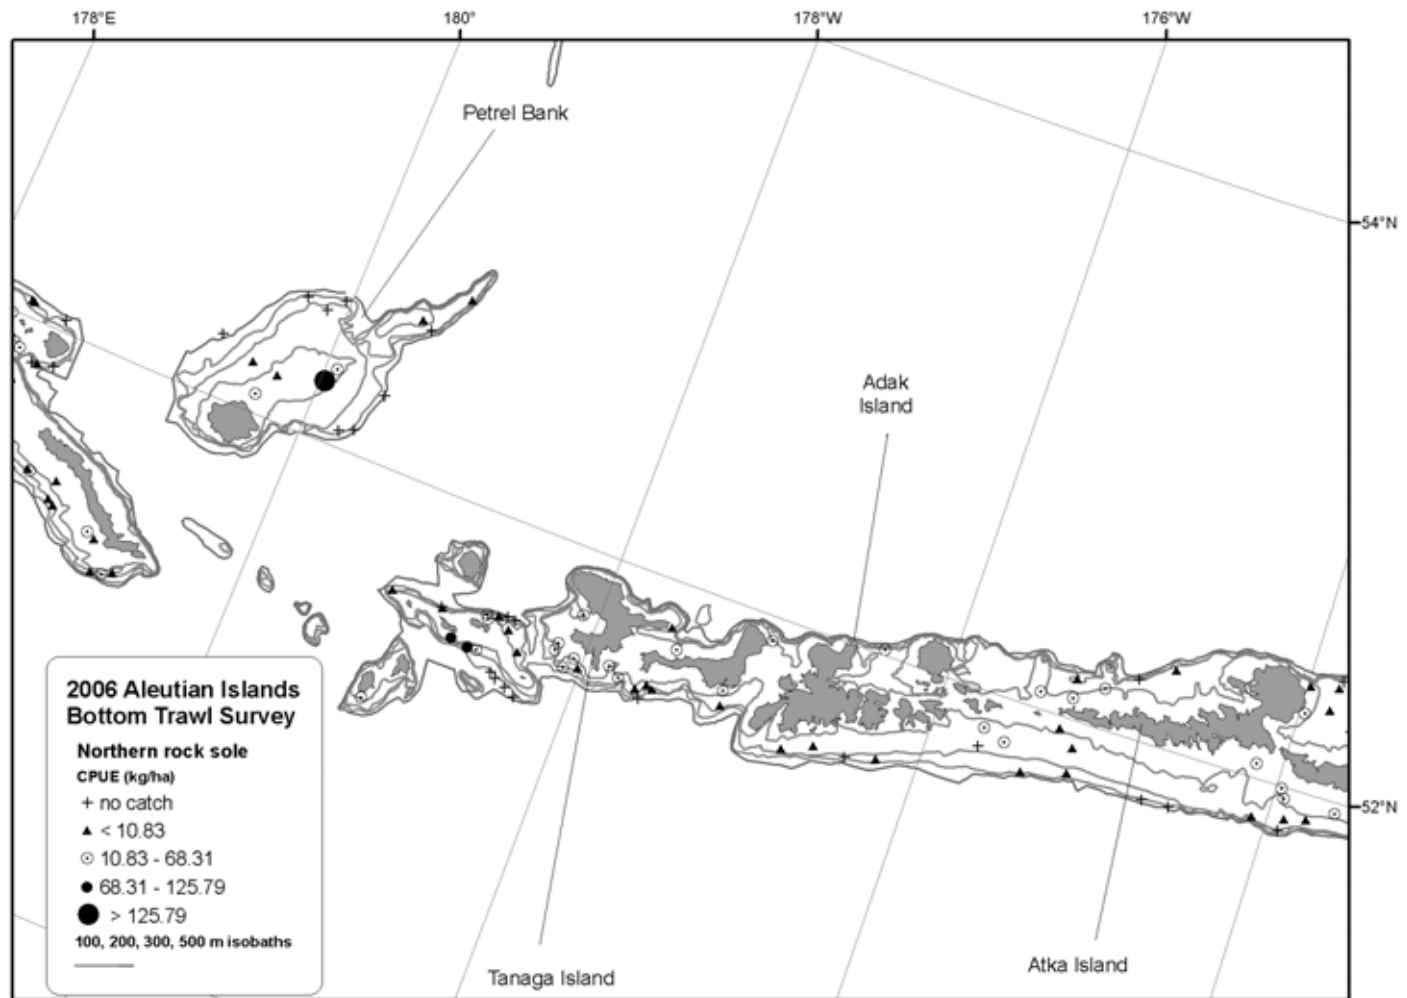 178°E
180°
178°W
176°W
Petrel Bank
54°N
Adak
Island
2006 Aleutian Islands
Bottom Trawl Survey
Northern rock sole
CPUE (kg/ha)
no catch
< 10.83
10.83 - 68.31
68.31 - 125.79
> 125.79
100, 200, 300, 500 m isobaths
52°N
Tanaga Island
Atka Island